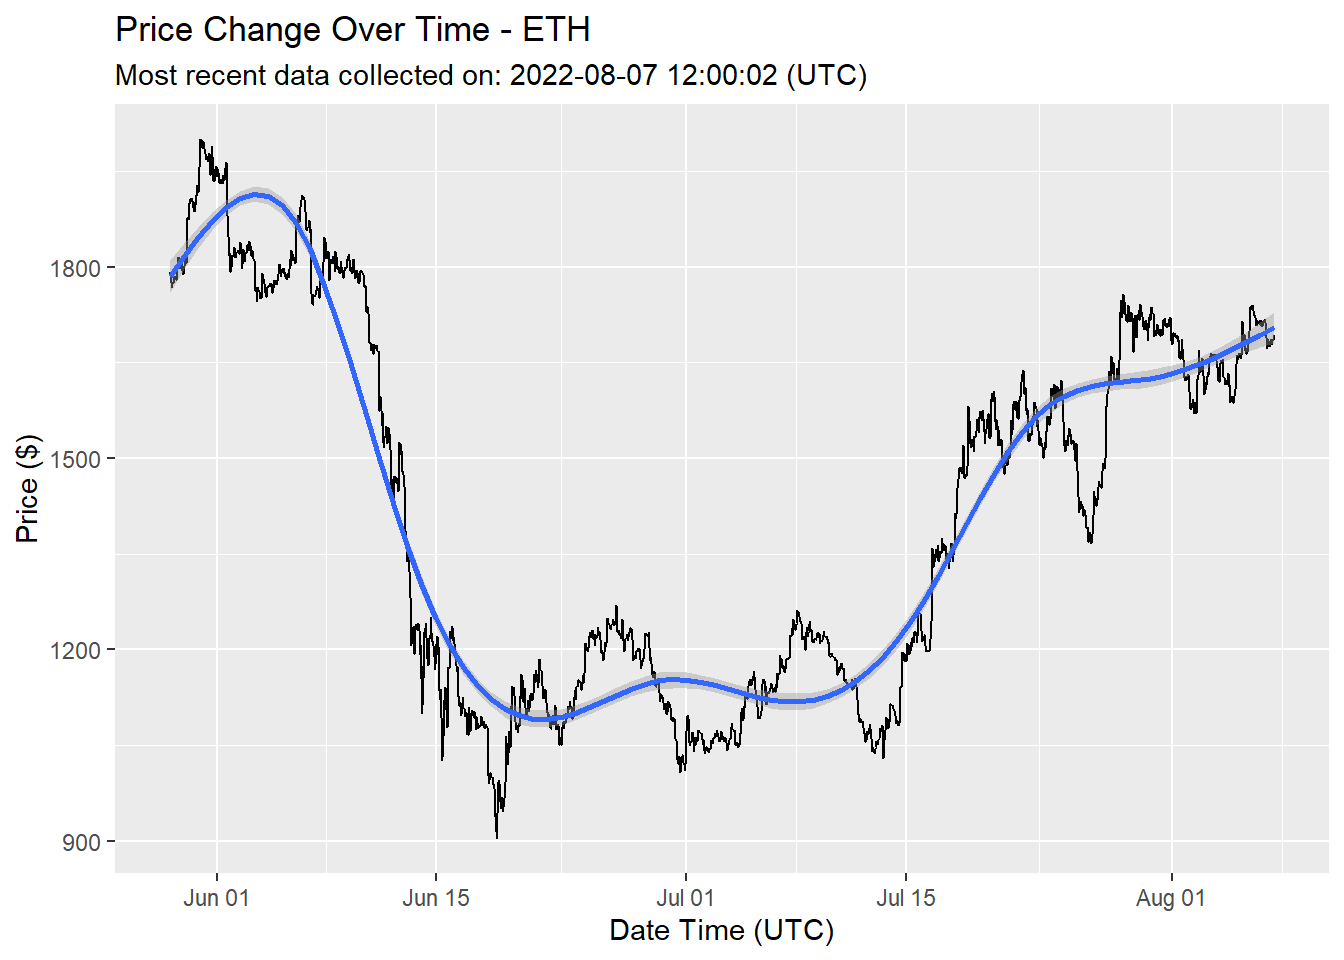 Price Change Over Time - ETH
Most recent data collected on: 2022-08-07 12:00:02 (UTC)
Price ($)
1800
1500
1200
900
Jun 01
Jun 15
Jul 01
Jul 15
Aug 01
Date Time (UTC)